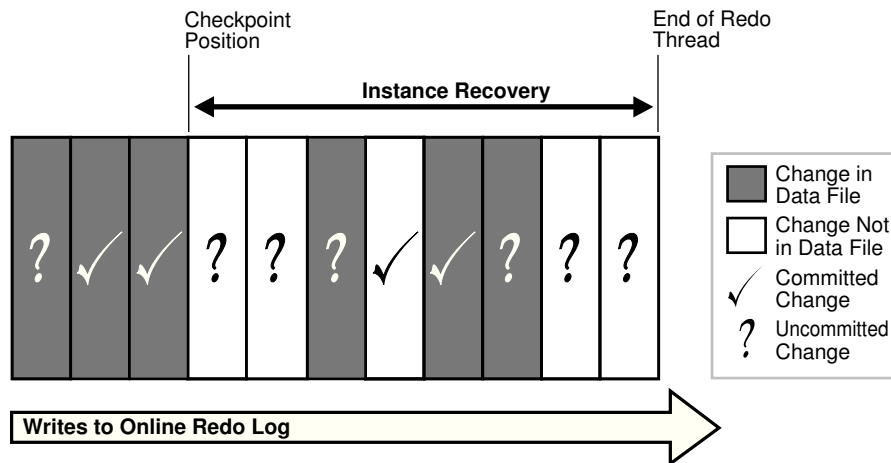 Checkpoint
Position
End of Redo
Thread
Instance Recovery
? ✓ ✓ ? ? ? ✓ ✓ ? ? ?
Change in
Data File
Change Not
in Data File
✓ Committed
Change
? Uncommitted
Change
Writes to Online Redo Log